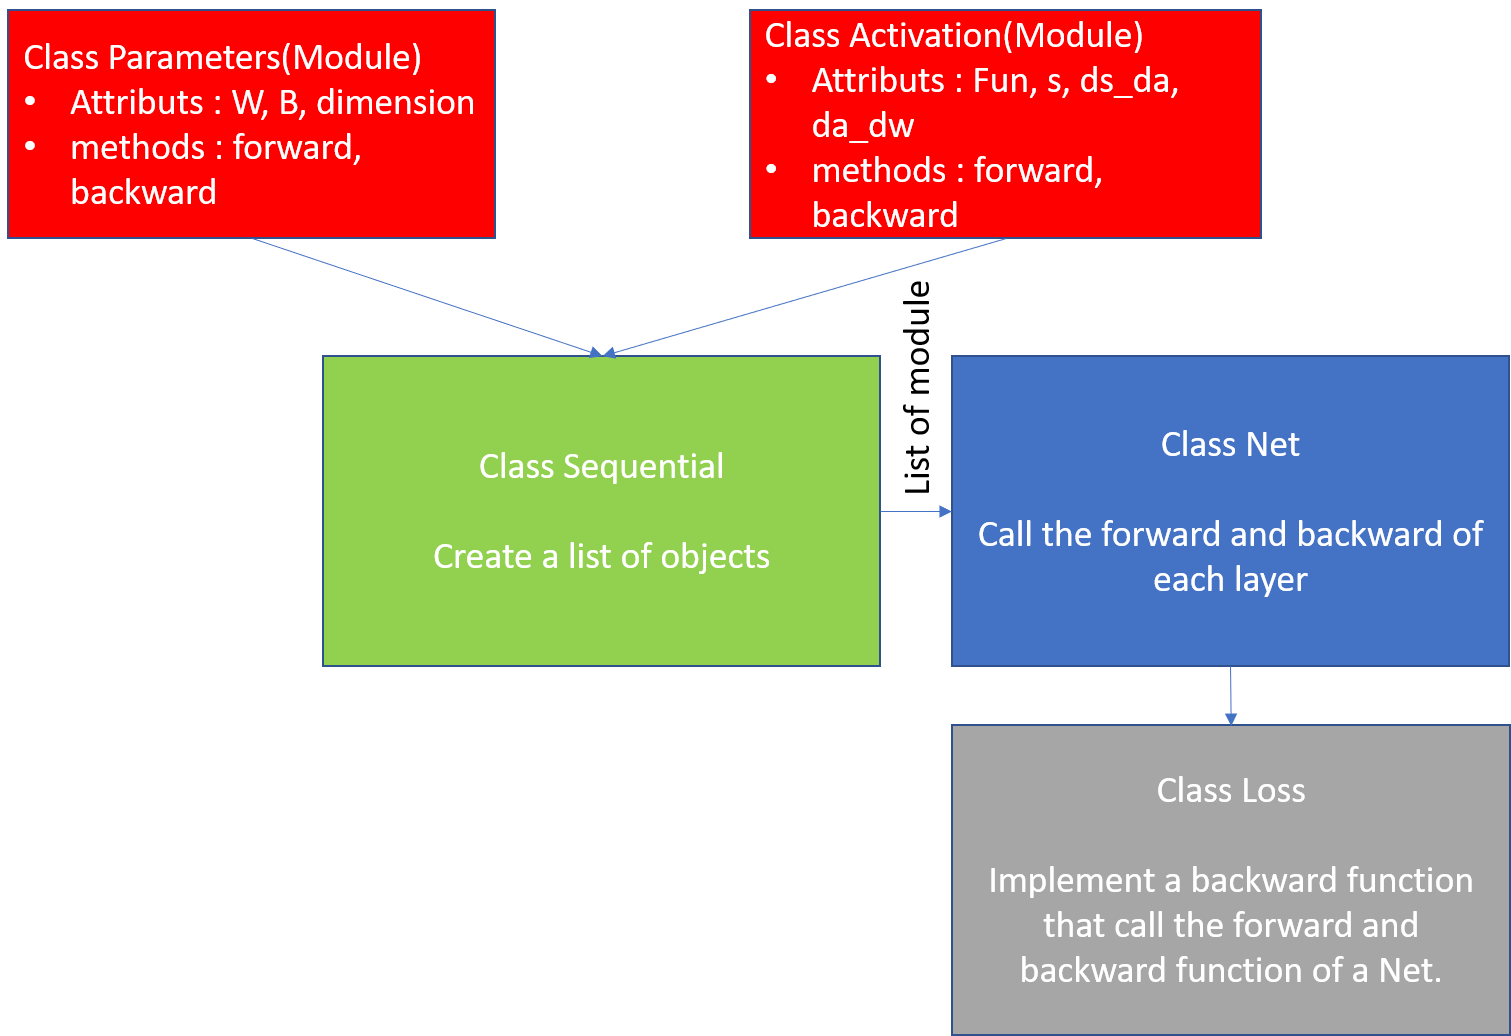 Class Parameters(Module)
• Attributs : W, B, dimension
• methods : forward,
backward
Class Activation(Module)
• Attributs : Fun, s, ds_da,
da_dw
• methods : forward,
backward
List of module
Class Sequential
Create a list of objects
Class Net
Call the forward and backward of
each layer
Class Loss
Implement a backward function
that call the forward and
backward function of a Net.